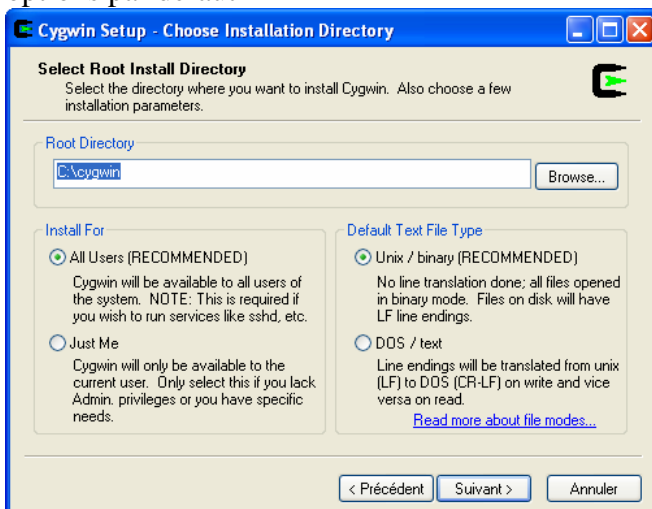 Cygwin Setup - Choose Installation Directory
Select Root Install Directory
Select the directory where you want to install Cygwin. Also choose a few
installation parameters.
Root Directory
C:\cygwin
Browse...
Install For
All Users (RECOMMENDED)
Cygwin will be available to all users of
the system. NOTE: This is required if
you wish to run services like sshd, etc.
Just Me
Cygwin will only be available to the
current user. Only select this if you lack
Admin. privileges or you have specific
needs.
Default Text File Type
Unix / binary (RECOMMENDED)
No line translation done; all files opened
in binary mode. Files on disk will have
LF line endings.
DOS / text
Line endings will be translated from unix
(LF) to DOS (CR-LF) on write and vice
versa on read.
Read more about file modes...
< Précédent
Suivant >
Annuler